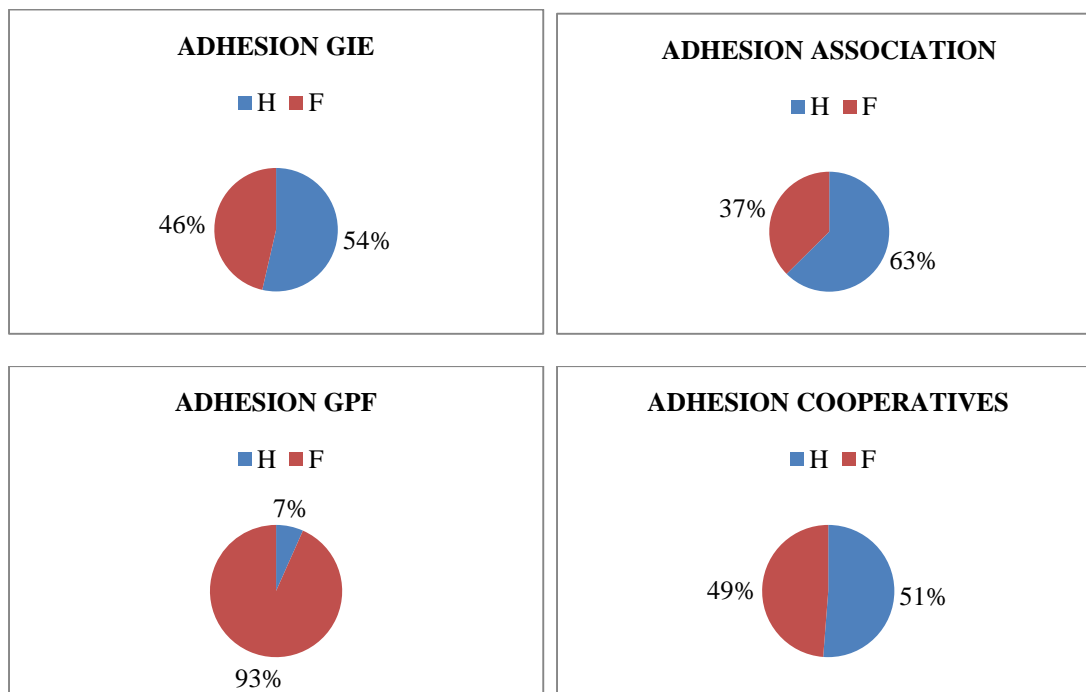 ADHESION GIE
H F
46%
54%
ADHESION ASSOCIATION
H F
37%
63%
ADHESION GPF
H F
7%
93%
ADHESION COOPERATIVES
H F
49%
51%